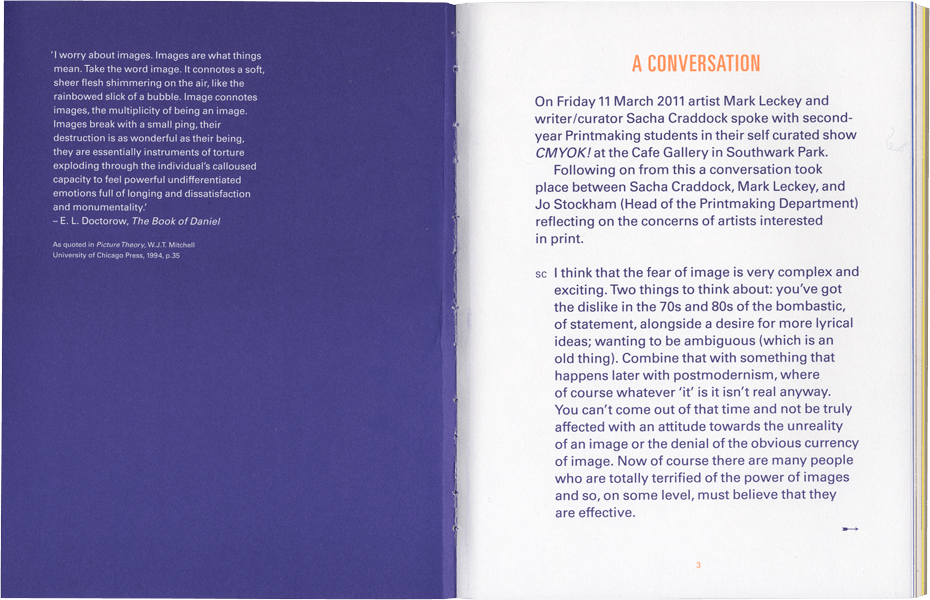 'I worry about images. Images are what things
mean. Take the word image. It connotes a soft,
sheer flesh shimmering on the air, like the
rainbowed slick of a bubble. Image connotes
images, the multiplicity of being an image.
Images break with a small ping, their
destruction is as wonderful as their being,
they are essentially instruments of torture
exploding through the individual's calloused
capacity to feel powerful undifferentiated
emotions full of longing and dissatisfaction
and monumentality.'
– E. L. Doctorow, The Book of Daniel
As quoted in Picture Theory, W.J.T. Mitchell
University of Chicago Press, 1994, p.35
A CONVERSATION
On Friday 11 March 2011 artist Mark Leckey and
writer/curator Sacha Craddock spoke with second-
year Printmaking students in their self curated show
CMYOK! at the Cafe Gallery in Southwark Park.
Following on from this a conversation took
place between Sacha Craddock, Mark Leckey, and
Jo Stockham (Head of the Printmaking Department)
reflecting on the concerns of artists interested
in print.
SC I think that the fear of image is very complex and
exciting. Two things to think about: you've got
the dislike in the 70s and 80s of the bombastic,
of statement, alongside a desire for more lyrical
ideas; wanting to be ambiguous (which is an
old thing). Combine that with something that
happens later with postmodernism, where
of course whatever 'it' is it isn't real anyway.
You can't come out of that time and not be truly
affected with an attitude towards the unreality
of an image or the denial of the obvious currency
of image. Now of course there are many people
who are totally terrified of the power of images
and so, on some level, must believe that they
are effective.
3